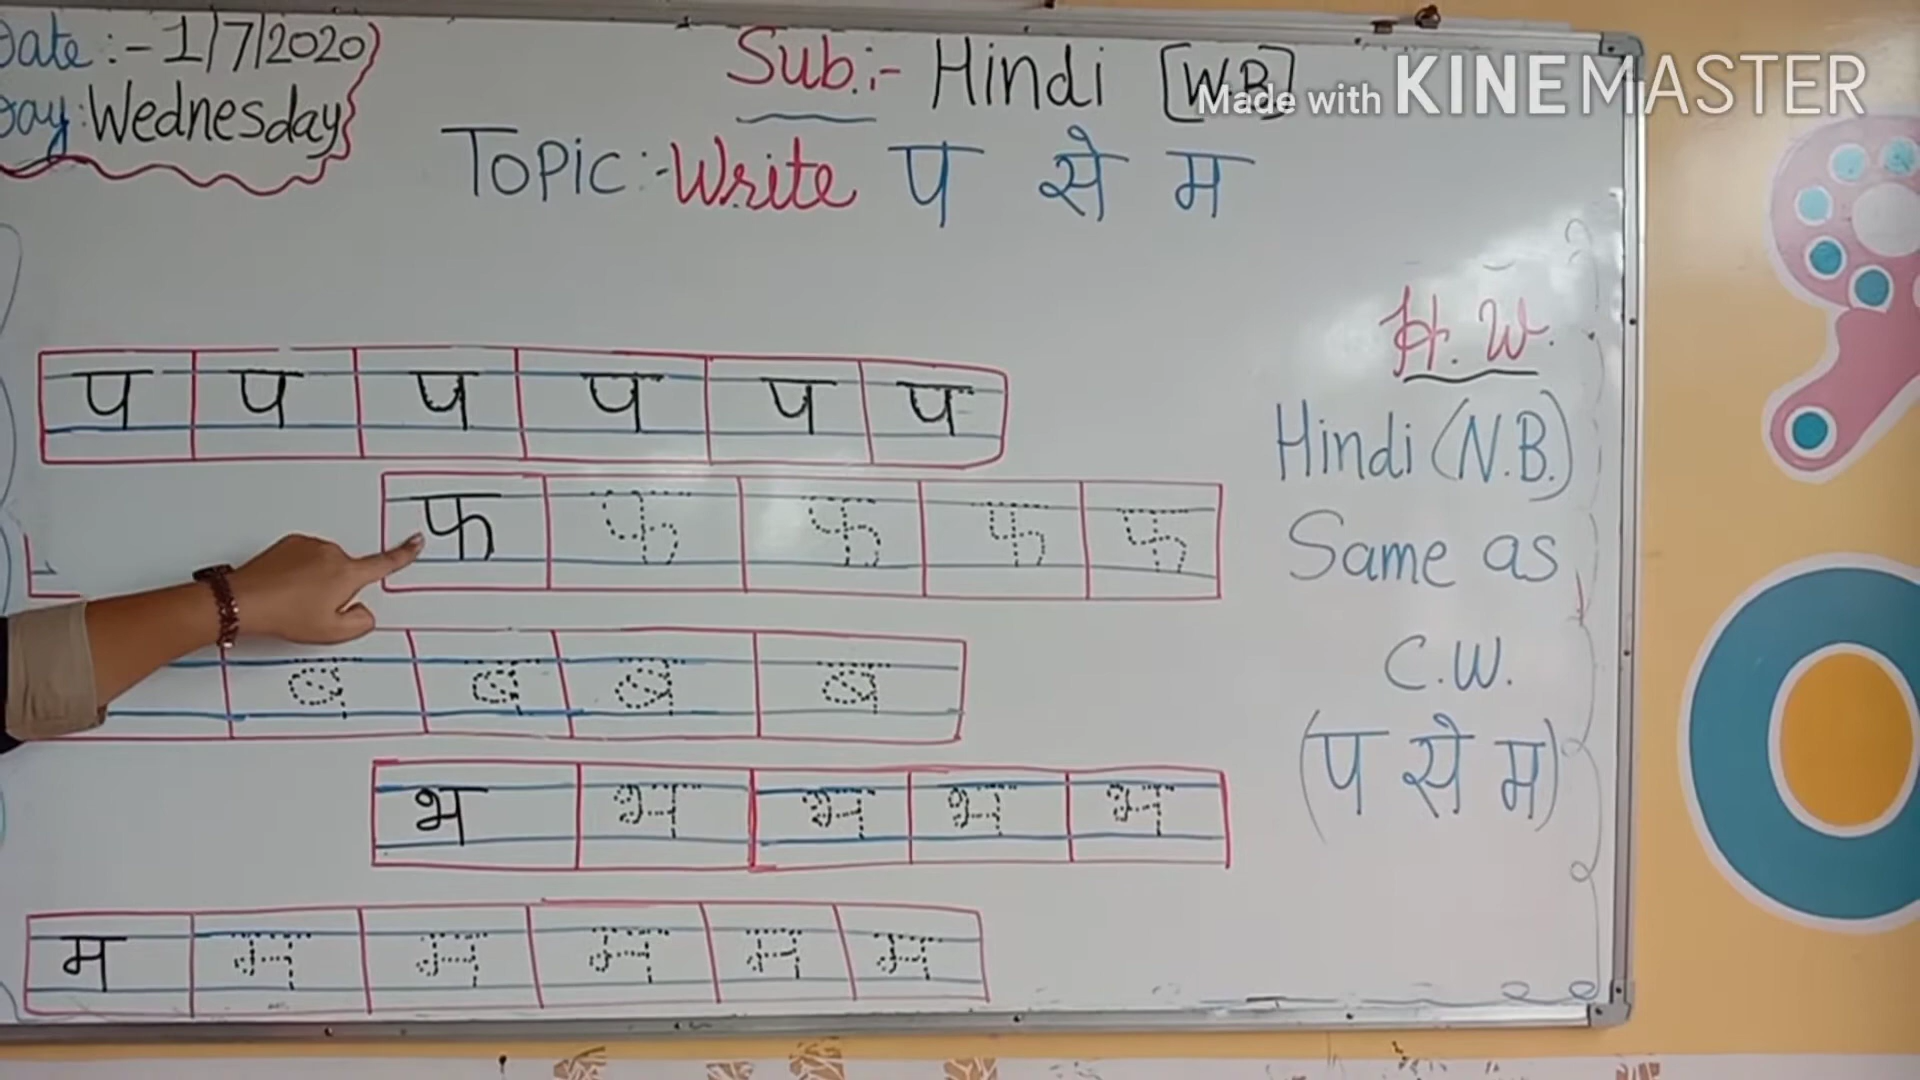 Date :- 1/7/2020
Day : Wednesday
Sub :- Hindi [W.B]
Made with KINEMASTER
Topic :- Write प से म
प प प प प प
फ फ फ फ फ
ब ब ब ब
भ भ भ भ भ
म म म म म म
H.W.
Hindi (N.B.)
Same as
C.W.
(प से म)